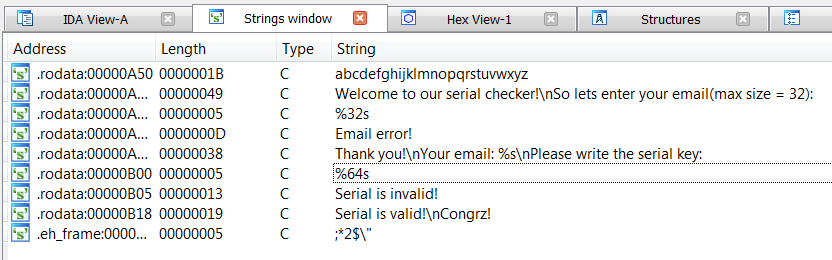 IDA View-A Strings window Hex View-1 Structures
Address Length Type String
's' .rodata:00000A50 0000001B C abcdefghijklmnopqrstuvwxyz
's' .rodata:00000A... 00000049 C Welcome to our serial checker!\nSo lets enter your email(max size = 32):
's' .rodata:00000A... 00000005 C %32s
's' .rodata:00000A... 0000000D C Email error!
's' .rodata:00000A... 00000038 C Thank you!\nYour email: %s\nPlease write the serial key:
's' .rodata:00000B00 00000005 C %64s
's' .rodata:00000B05 00000013 C Serial is invalid!
's' .rodata:00000B18 00000019 C Serial is valid!\nCongrz!
's' .eh_frame:0000... 00000005 C ;*2$\"